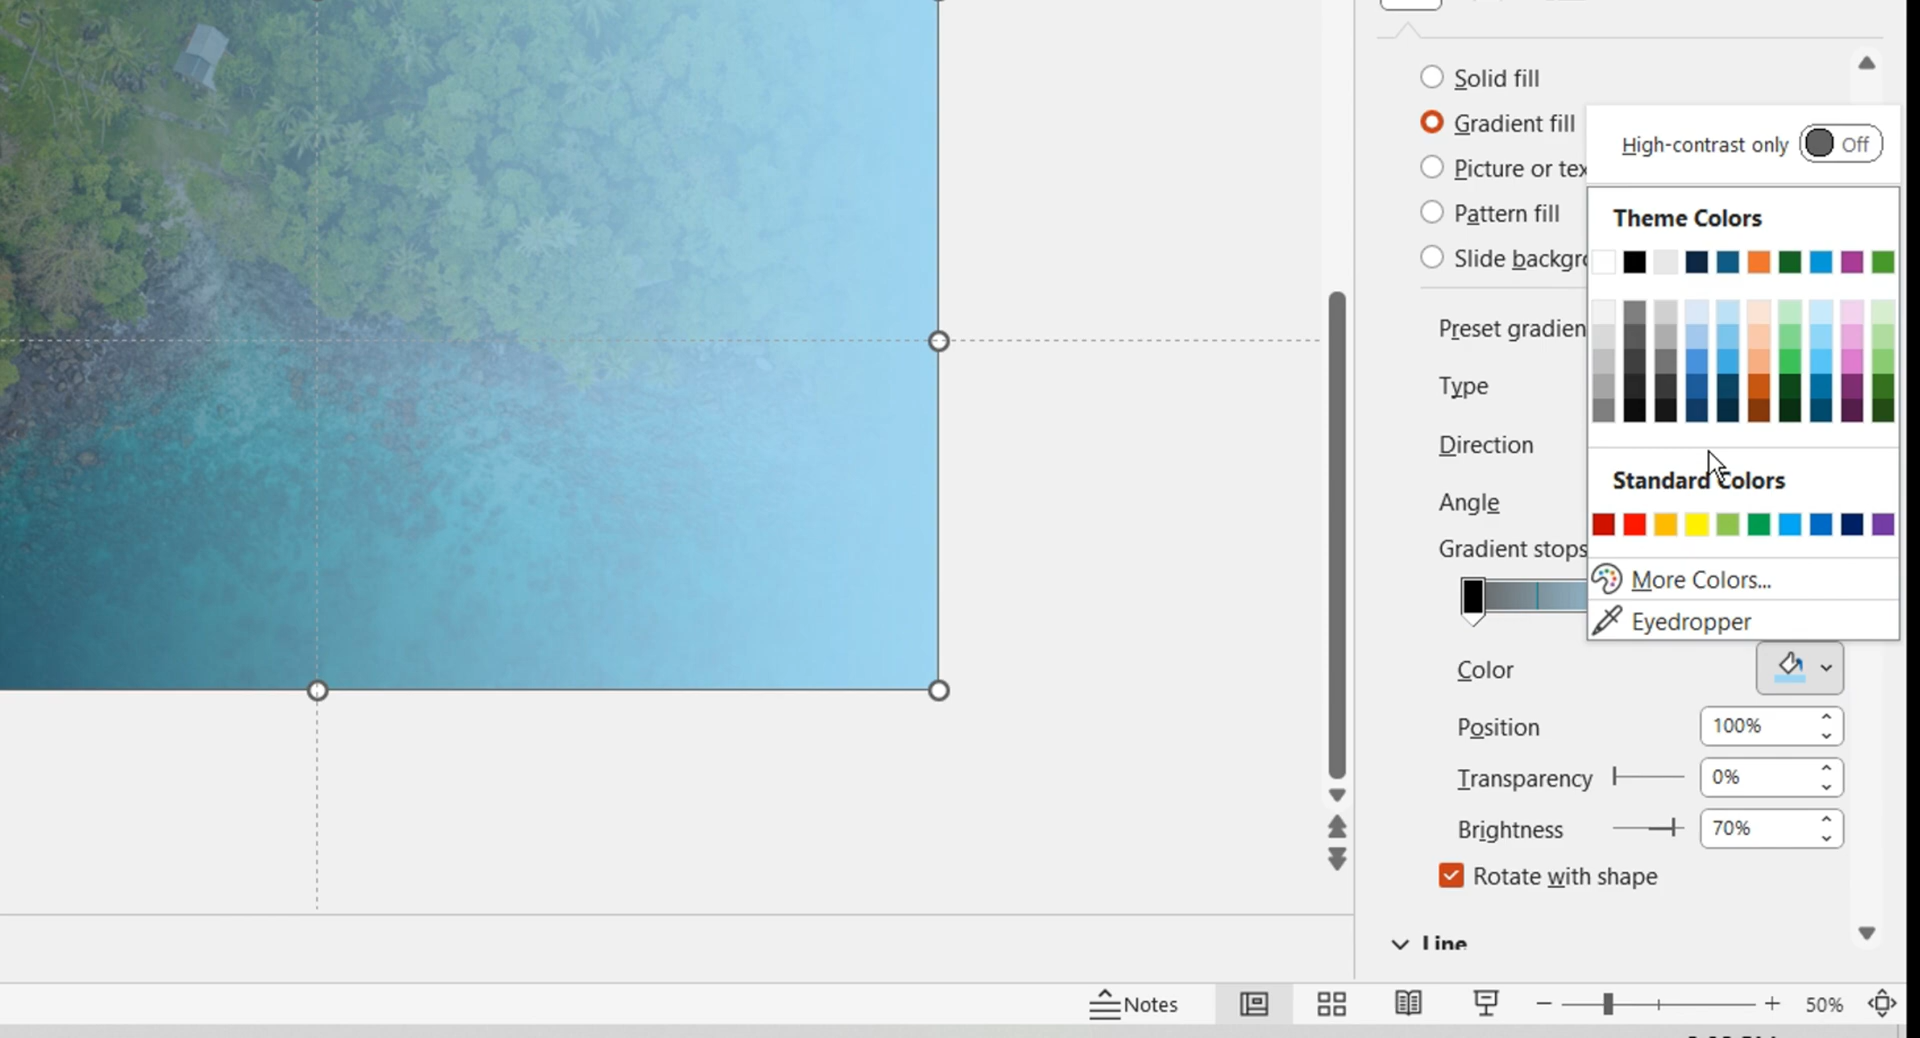 Solid fill
Gradient fill
High-contrast only Off
Picture or tex
Pattern fill
Slide backgr
Theme Colors
Preset gradien
Type
Direction
Standard Colors
Angle
Gradient stops
More Colors...
Eyedropper
Color
Position 100%
Transparency 0%
Brightness 70%
Rotate with shape
Line
Notes
50%